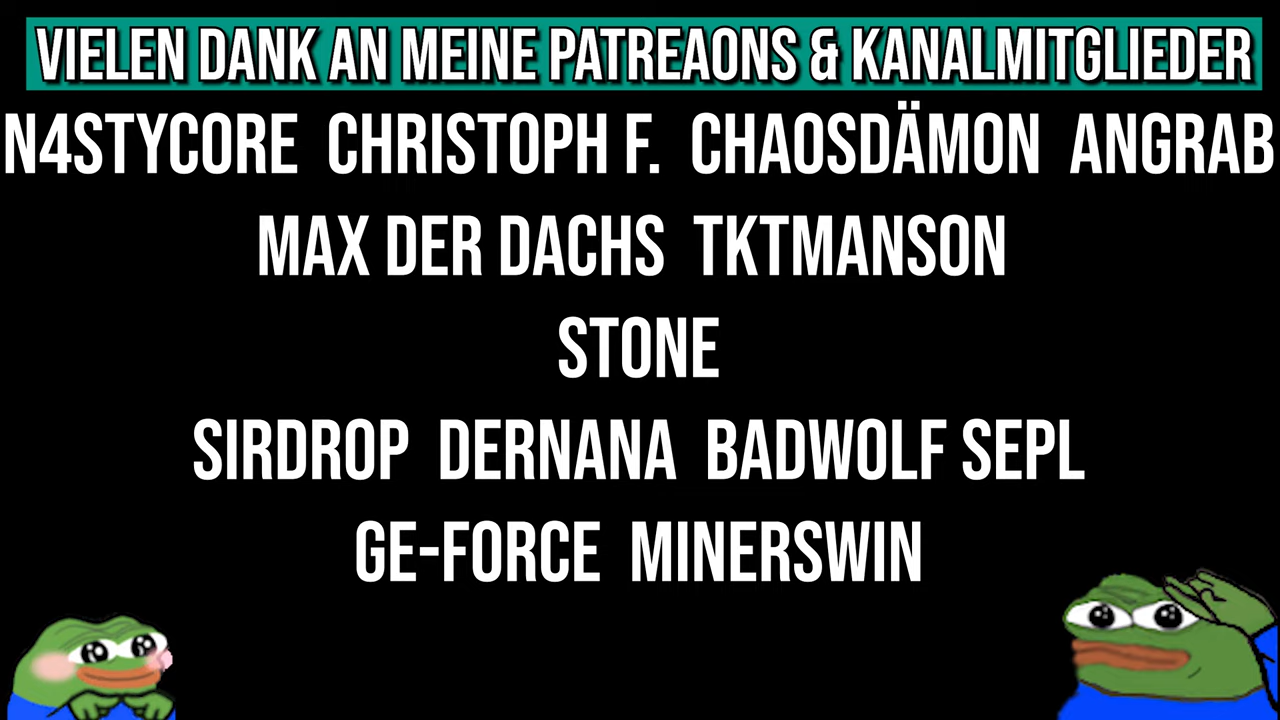 VIELEN DANK AN MEINE PATREAONS & KANALMITGLIEDER
N4STYCORE CHRISTOPH F. CHAOSDÄMON ANGRAB
MAX DER DACHS TKTMANSON
STONE
SIRDROP DERNANA BADWOLF SEPL
GE-FORCE MINERSWIN